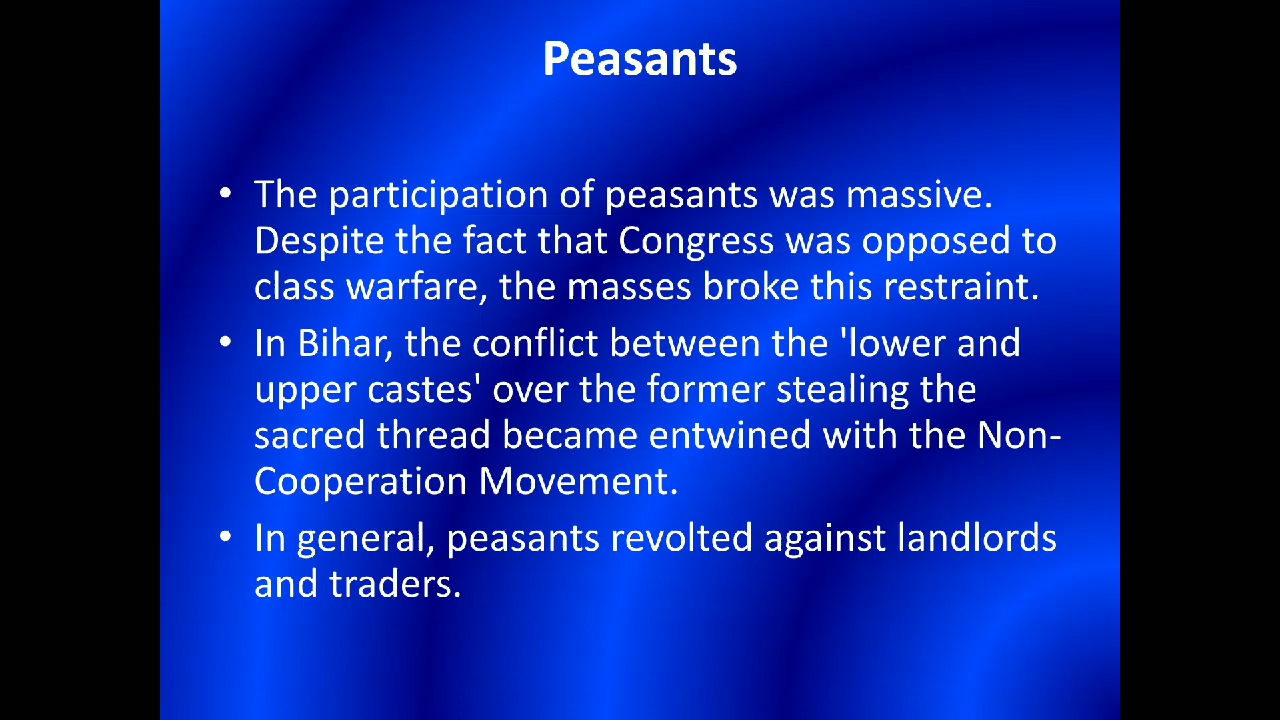 Peasants
• The participation of peasants was massive.
Despite the fact that Congress was opposed to
class warfare, the masses broke this restraint.
• In Bihar, the conflict between the 'lower and
upper castes' over the former stealing the
sacred thread became entwined with the Non-
Cooperation Movement.
• In general, peasants revolted against landlords
and traders.